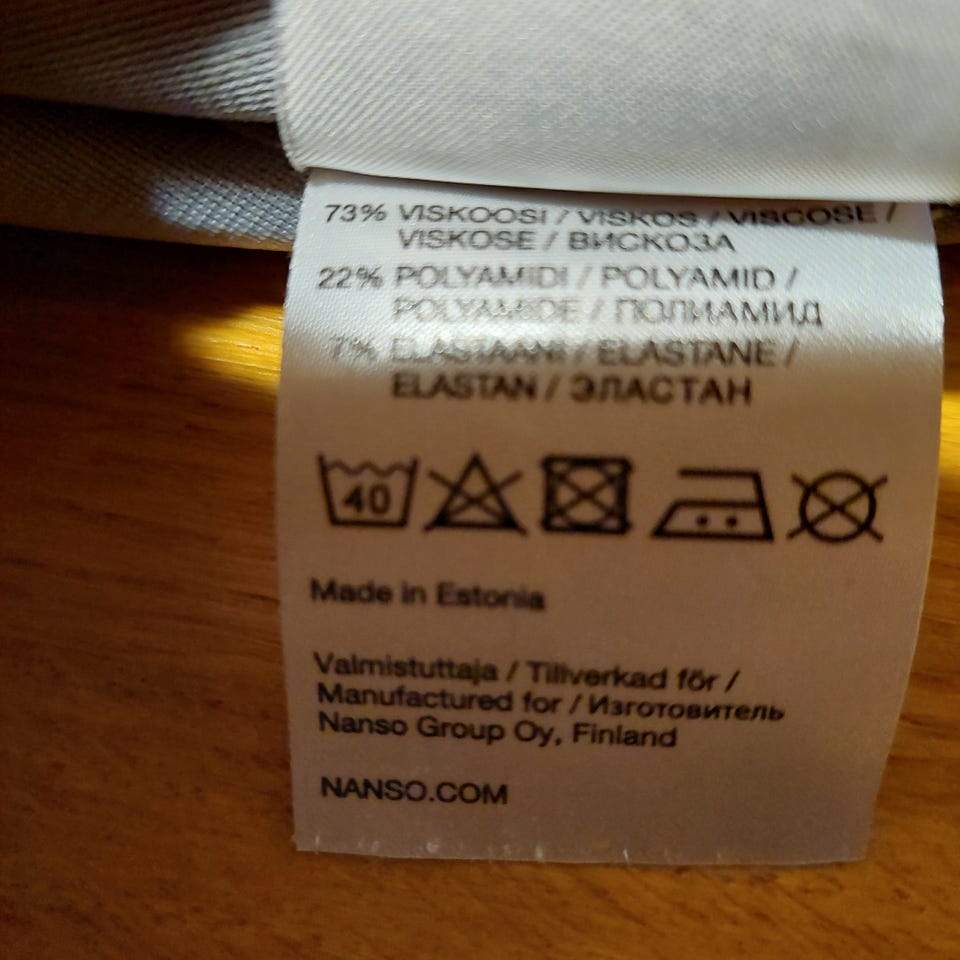 73% VISKOOSI / VISKOS / VISCOSE /
VISKOSE / ВИСКОЗА
22% POLYAMIDI / POLYAMID /
POLYAMIDE / ПОЛИАМИД
7% ELASTAANI / ELASTANE /
ELASTAN / ЭЛАСТАН
40
Made in Estonia
Valmistuttaja / Tillverkad för /
Manufactured for / Изготовитель
Nanso Group Oy, Finland
NANSO.COM